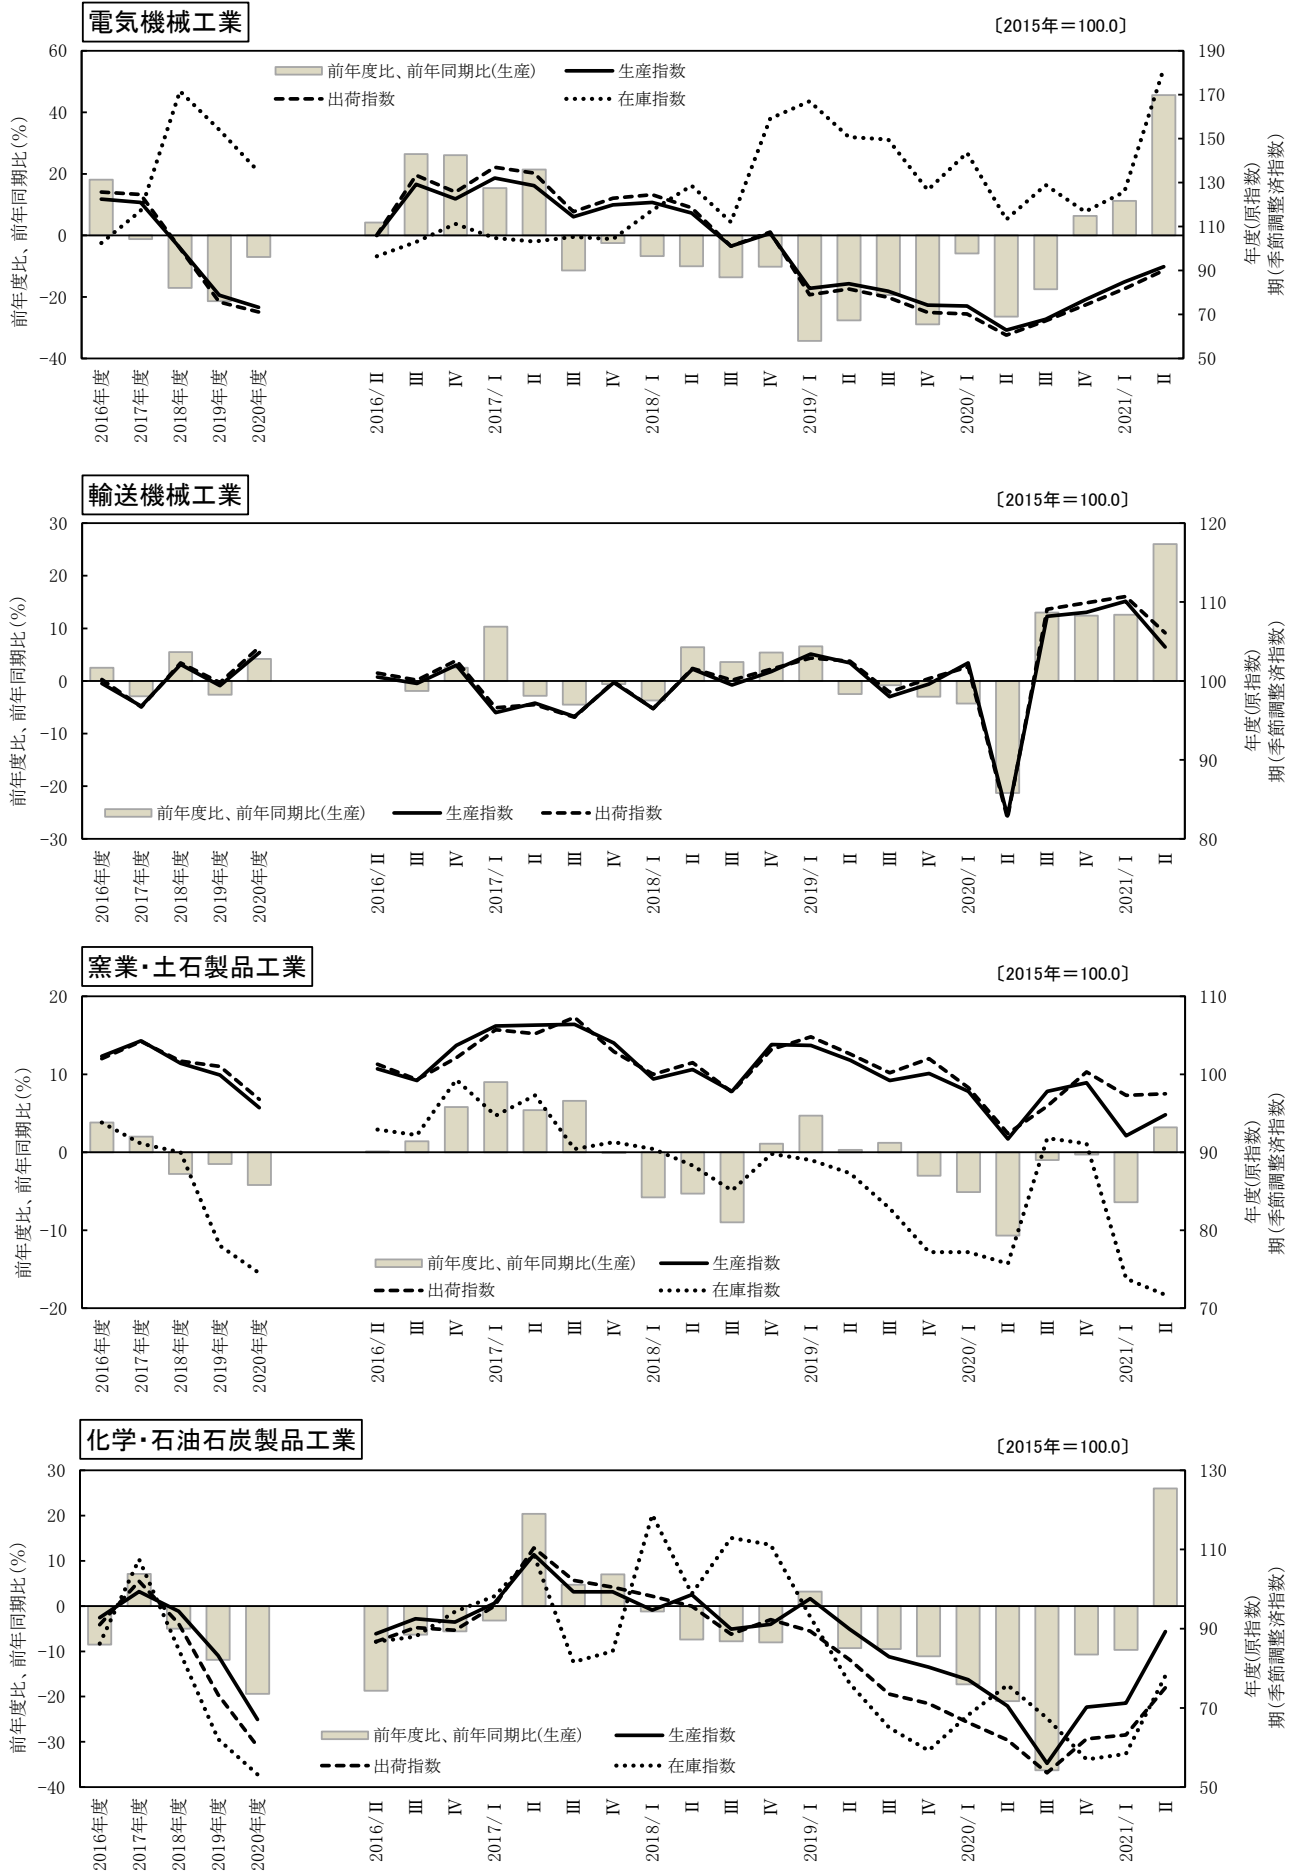 電気機械工業
〔2015年＝100.0〕
前年度比、前年同期比(％)
60
40
20
0
−20
−40
前年度比、前年同期比(生産)
生産指数
出荷指数
在庫指数
190
170
150
130
110
90
70
50
年度(原指数)
期(季節調整済指数)
2016年度
2017年度
2018年度
2019年度
2020年度
2016/Ⅱ
Ⅲ
Ⅳ
2017/Ⅰ
Ⅱ
Ⅲ
Ⅳ
2018/Ⅰ
Ⅱ
Ⅲ
Ⅳ
2019/Ⅰ
Ⅱ
Ⅲ
Ⅳ
2020/Ⅰ
Ⅱ
Ⅲ
Ⅳ
2021/Ⅰ
Ⅱ
輸送機械工業
〔2015年＝100.0〕
前年度比、前年同期比(％)
30
20
10
0
−10
−20
−30
前年度比、前年同期比(生産)
生産指数
出荷指数
120
110
100
90
80
年度(原指数)
期(季節調整済指数)
2016年度
2017年度
2018年度
2019年度
2020年度
2016/Ⅱ
Ⅲ
Ⅳ
2017/Ⅰ
Ⅱ
Ⅲ
Ⅳ
2018/Ⅰ
Ⅱ
Ⅲ
Ⅳ
2019/Ⅰ
Ⅱ
Ⅲ
Ⅳ
2020/Ⅰ
Ⅱ
Ⅲ
Ⅳ
2021/Ⅰ
Ⅱ
窯業･土石製品工業
〔2015年＝100.0〕
前年度比、前年同期比(％)
20
10
0
−10
−20
前年度比、前年同期比(生産)
生産指数
出荷指数
在庫指数
110
100
90
80
70
年度(原指数)
期(季節調整済指数)
2016年度
2017年度
2018年度
2019年度
2020年度
2016/Ⅱ
Ⅲ
Ⅳ
2017/Ⅰ
Ⅱ
Ⅲ
Ⅳ
2018/Ⅰ
Ⅱ
Ⅲ
Ⅳ
2019/Ⅰ
Ⅱ
Ⅲ
Ⅳ
2020/Ⅰ
Ⅱ
Ⅲ
Ⅳ
2021/Ⅰ
Ⅱ
化学･石油石炭製品工業
〔2015年＝100.0〕
前年度比、前年同期比(％)
30
20
10
0
−10
−20
−30
−40
前年度比、前年同期比(生産)
生産指数
出荷指数
在庫指数
130
110
90
70
50
年度(原指数)
期(季節調整済指数)
2016年度
2017年度
2018年度
2019年度
2020年度
2016/Ⅱ
Ⅲ
Ⅳ
2017/Ⅰ
Ⅱ
Ⅲ
Ⅳ
2018/Ⅰ
Ⅱ
Ⅲ
Ⅳ
2019/Ⅰ
Ⅱ
Ⅲ
Ⅳ
2020/Ⅰ
Ⅱ
Ⅲ
Ⅳ
2021/Ⅰ
Ⅱ